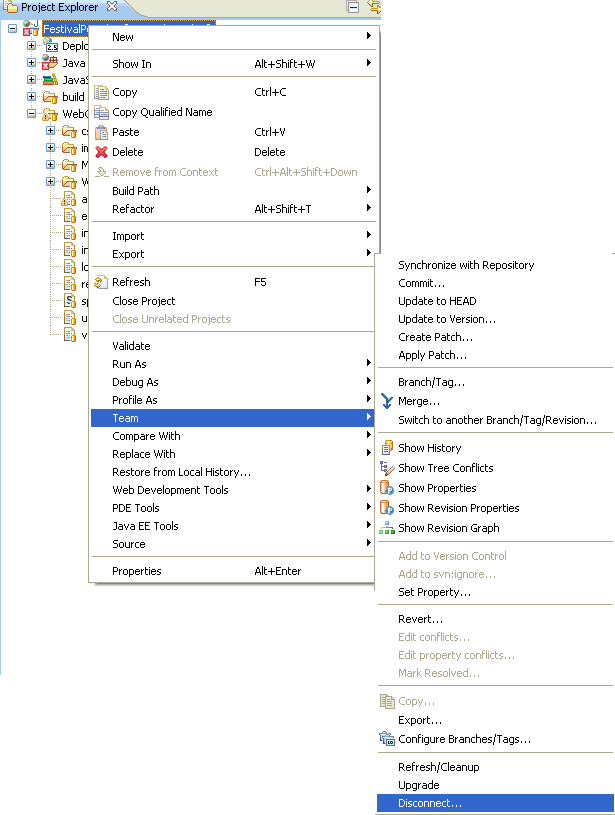 Project Explorer
New
Show In Alt+Shift+W
Copy Ctrl+C
Copy Qualified Name
Paste Ctrl+V
Delete Delete
Remove from Context Ctrl+Alt+Shift+Down
Build Path
Refactor Alt+Shift+T
Import
Export
Refresh F5
Close Project
Close Unrelated Projects
Validate
Run As
Debug As
Profile As
Team
Compare With
Replace With
Restore from Local History...
Web Development Tools
PDE Tools
Java EE Tools
Source
Properties Alt+Enter
Java
build
Synchronize with Repository
Commit...
Update to HEAD
Update to Version...
Create Patch...
Apply Patch...
Branch/Tag...
Merge...
Switch to another Branch/Tag/Revision...
Show History
Show Tree Conflicts
Show Properties
Show Revision Properties
Show Revision Graph
Add to Version Control
Add to svn:ignore...
Set Property...
Revert...
Edit conflicts...
Edit property conflicts...
Mark Resolved...
Copy...
Export...
Configure Branches/Tags...
Refresh/Cleanup
Upgrade
Disconnect...